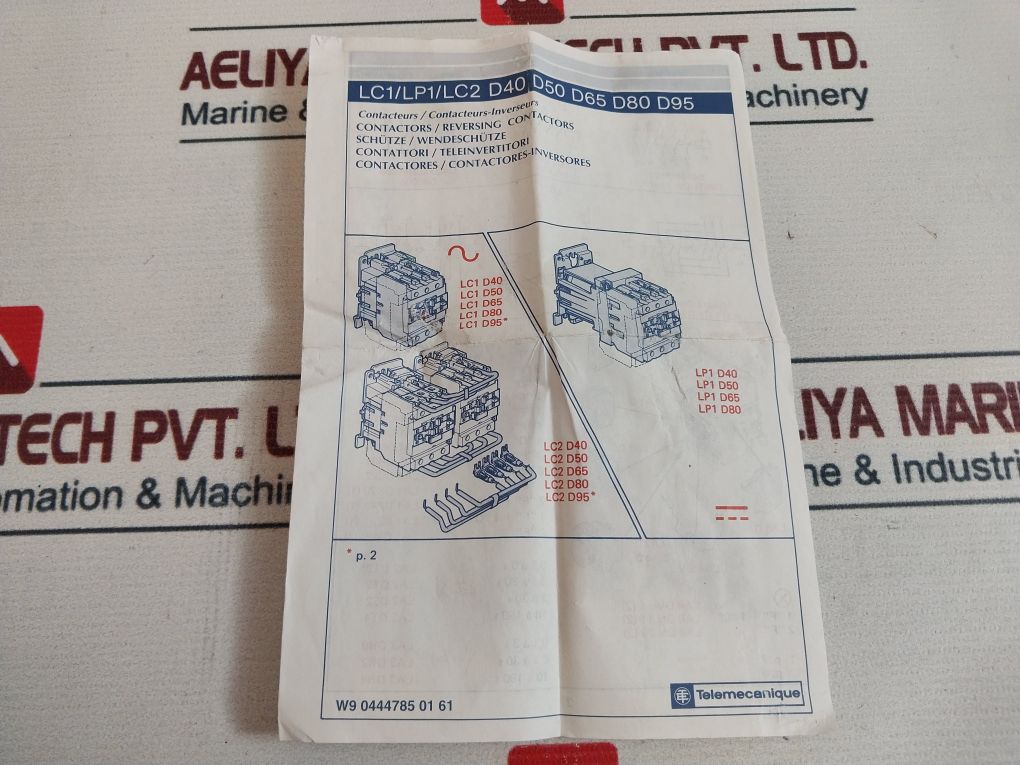 AELIYA TECH PVT. LTD.
Marine & achinery
LC1/LP1/LC2 D40 D50 D65 D80 D95
Contacteurs / Contacteurs-Inverseurs
CONTACTORS / REVERSING CONTACTORS
SCHÜTZE / WENDESCHÜTZE
CONTATTORI / TELEINVERTITORI
CONTACTORES / CONTACTORES-INVERSORES
LC1 D40
LC1 D50
LC1 D65
LC1 D80
LC1 D95*
LP1 D40
LP1 D50
LP1 D65
LP1 D80
LC2 D40
LC2 D50
LC2 D65
LC2 D80
LC2 D95*
* p. 2
W9 0444785 01 61
Telemecanique
TECH PVT. L
omation & Machin
LIYA MARI
ne & Industri